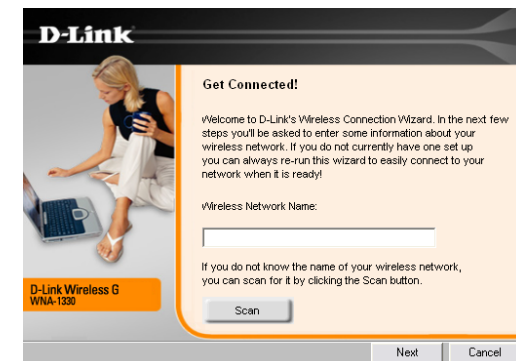 D-Link
Get Connected!
Welcome to D-Link's Wireless Connection Wizard. In the next few
steps you'll be asked to enter some information about your
wireless network. If you do not currently have one set up
you can always re-run this wizard to easily connect to your
network when it is ready!
Wireless Network Name:
If you do not know the name of your wireless network,
you can scan for it by clicking the Scan button.
Scan
D-Link Wireless G
WNA-1330
Next
Cancel